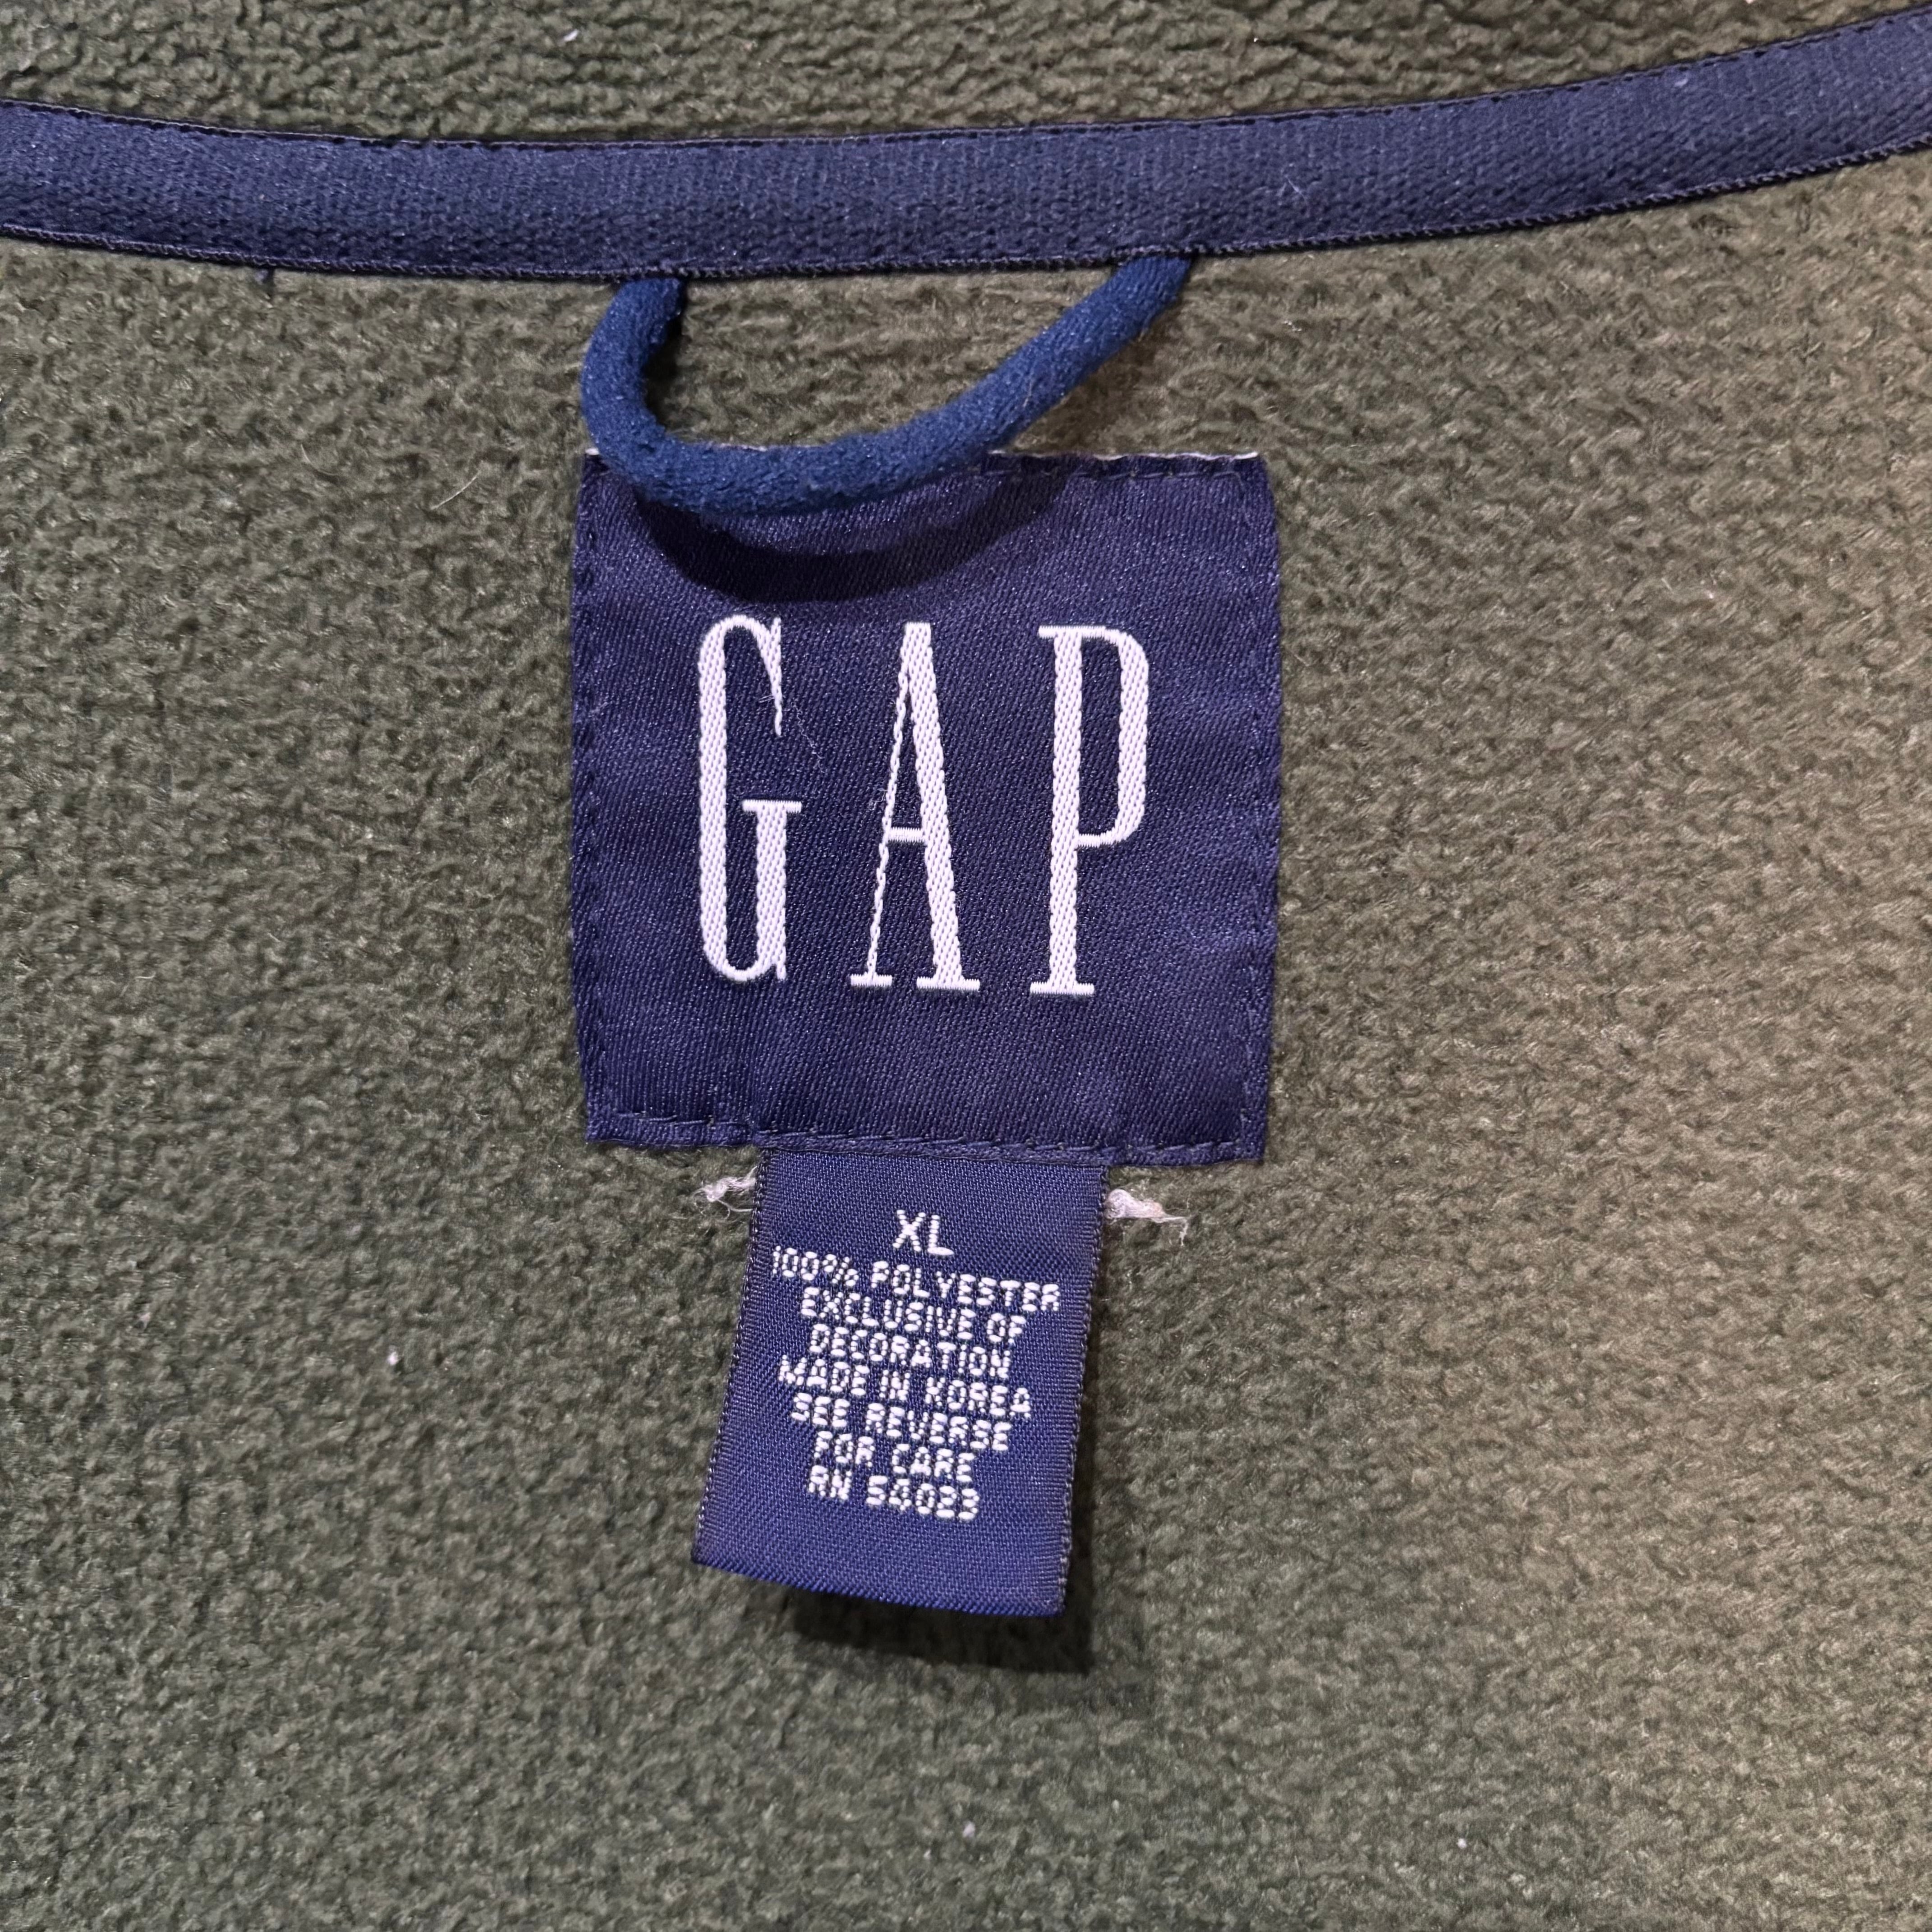 GAP
XL
100% POLYESTER
EXCLUSIVE OF
DECORATION
MADE IN KOREA
SEE REVERSE
FOR CARE
RN 54023